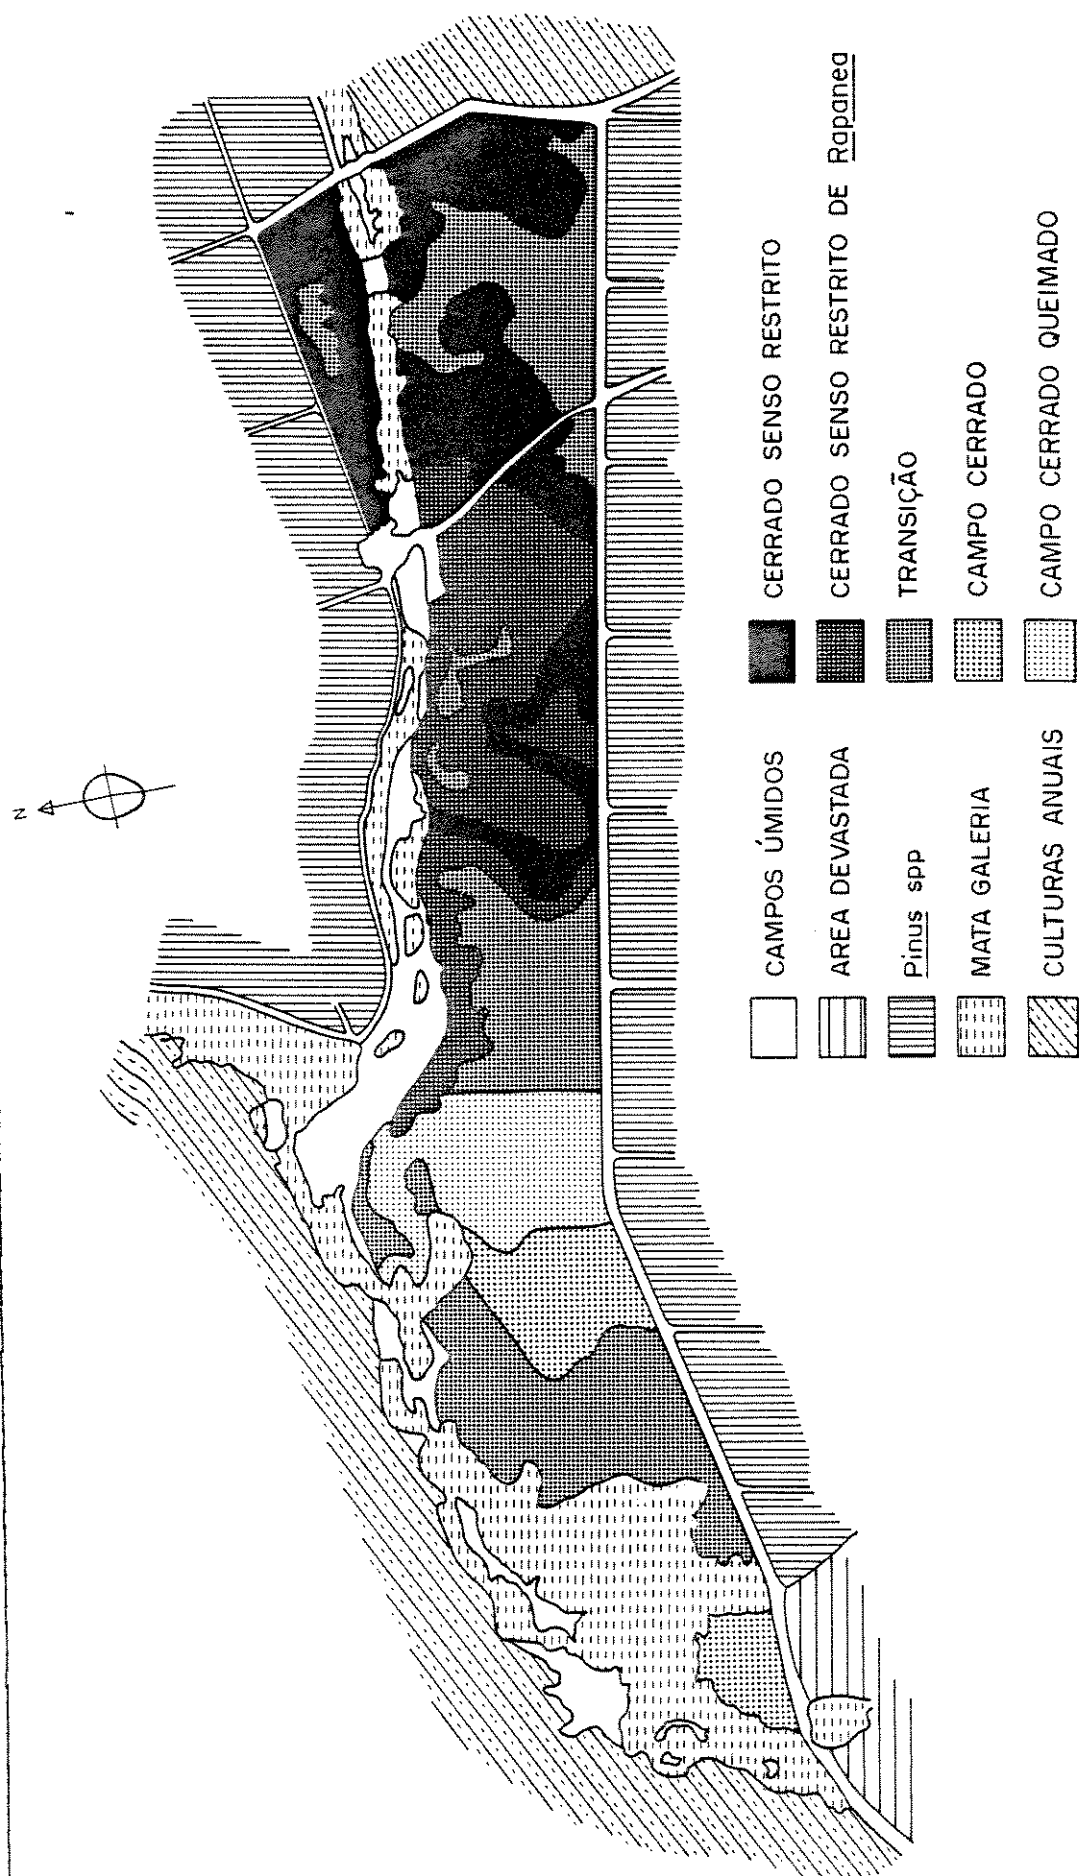 N
CAMPOS ÚMIDOS
AREA DEVASTADA
Pinus spp
MATA GALERIA
CULTURAS ANUAIS
CERRADO SENSO RESTRITO
CERRADO SENSO RESTRITO DE Rapanea
TRANSIÇÃO
CAMPO CERRADO
CAMPO CERRADO QUEIMADO